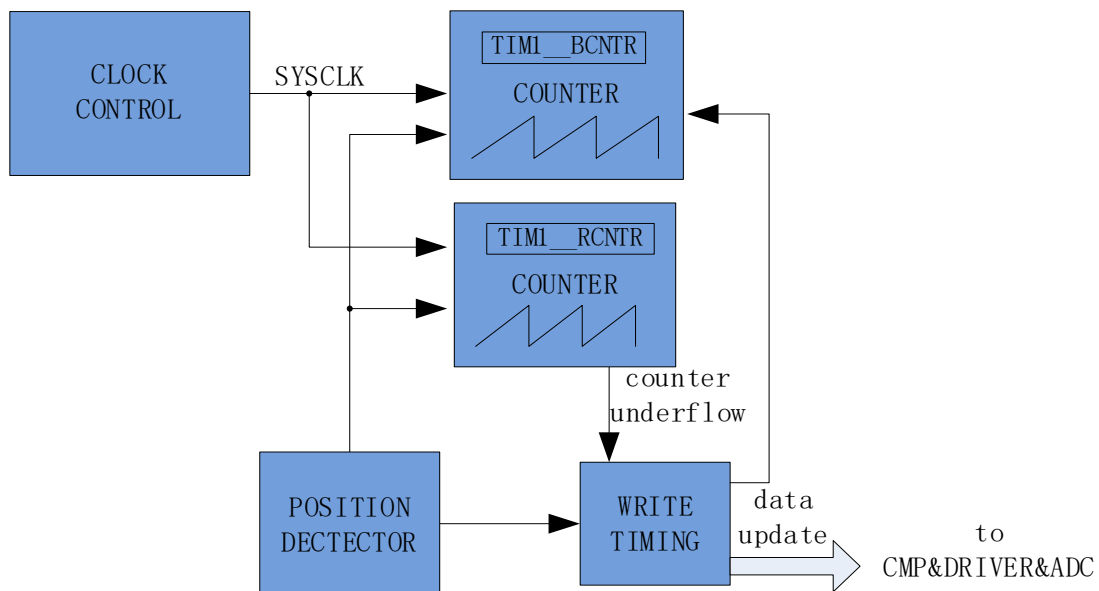 CLOCK
CONTROL
SYSCLK
TIM1__BCNTR
COUNTER
TIM1__RCNTR
COUNTER
counter
underflow
POSITION
DECTECTOR
WRITE
TIMING
data
update
to
CMP&DRIVER&ADC